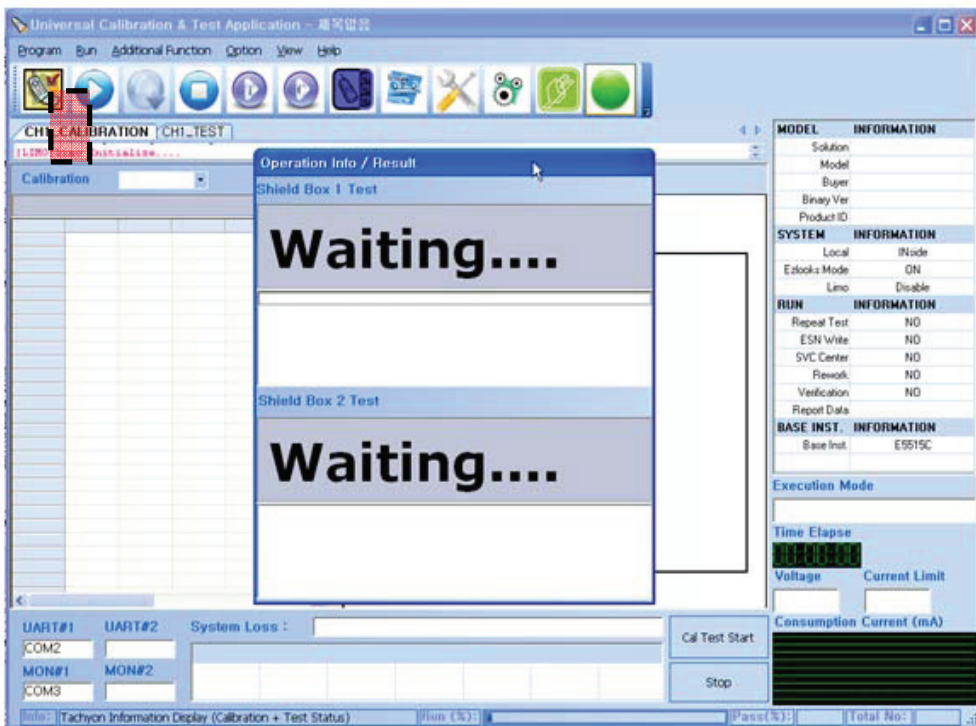 Universal Calibration & Test Application - 제목없음
Program Run Additional Function Option View Help
CH1_CALIBRATION CH1_TEST
Calibration
Operation Info / Result
Shield Box 1 Test
Waiting....
Shield Box 2 Test
Waiting....
MODEL INFORMATION
Solution
Model
Buyer
Binary Ver
Product ID
SYSTEM INFORMATION
Local INside
Ezlooks Mode ON
Limo Disable
RUN INFORMATION
Repeat Test NO
ESN Write NO
SVC Center NO
Rework NO
Verification NO
Report Data
BASE INST. INFORMATION
Base Inst. E5515C
Execution Mode
Time Elapse
00:00:00
Voltage Current Limit
Consumption Current (mA)
UART#1 UART#2 System Loss :
COM2
MON#1 MON#2
COM3
Cal Test Start
Stop
Info: Tachyon Information Display (Calibration + Test Status) Run (%): Pass(%): Total No: